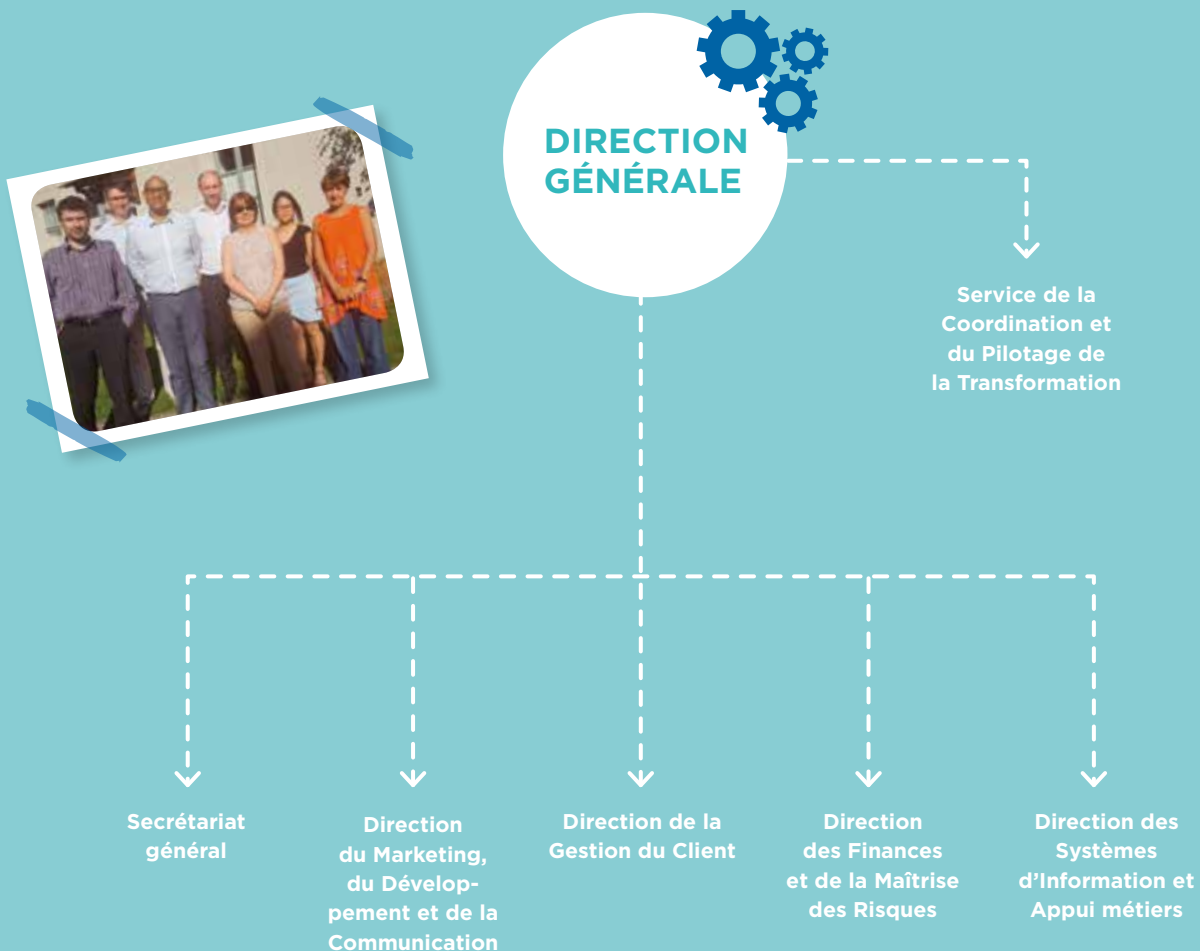 DIRECTION
GÉNÉRALE
Service de la
Coordination et
du Pilotage de
la Transformation
Secrétariat
général
Direction
du Marketing,
du Dévelop-
pement et de la
Communication
Direction de la
Gestion du Client
Direction
des Finances
et de la Maîtrise
des Risques
Direction des
Systèmes
d'Information et
Appui métiers